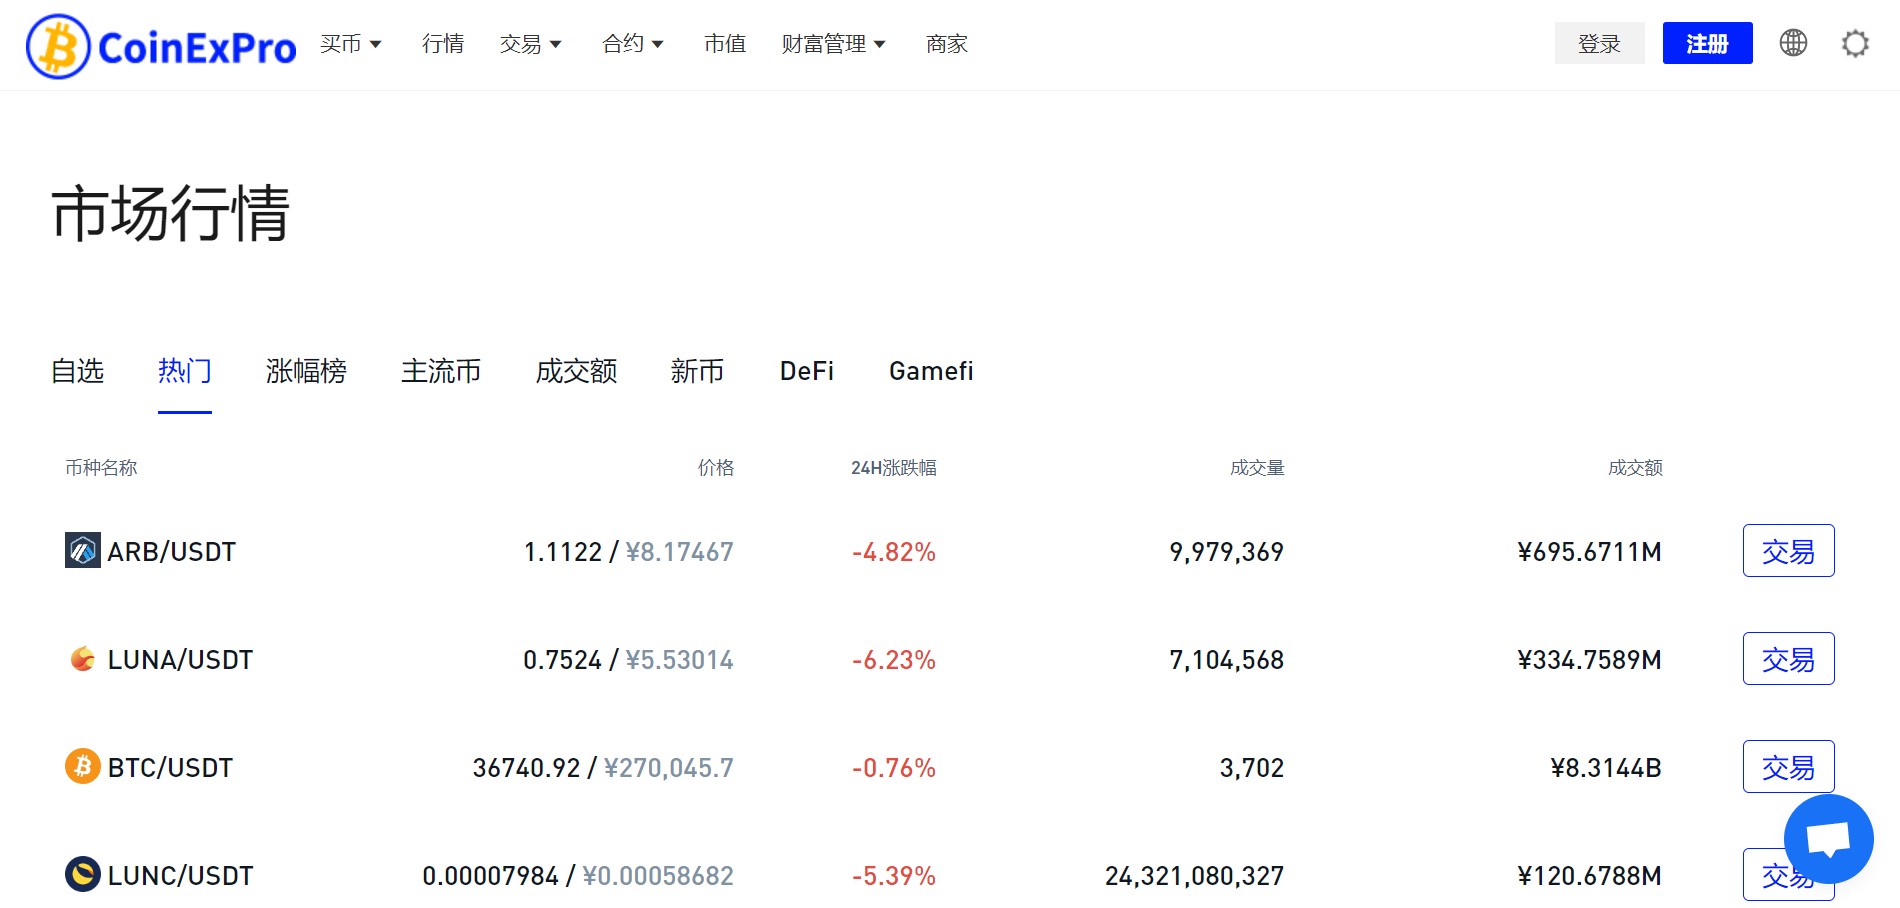 CoinExPro 买币 行情 交易 合约 市值 财富管理 商家 登录 注册
市场行情
自选 热门 涨幅榜 主流币 成交额 新币 DeFi Gamefi
币种名称 价格 24H涨跌幅 成交量 成交额
ARB/USDT 1.1122 / ¥8.17467 -4.82% 9,979,369 ¥695.6711M 交易
LUNA/USDT 0.7524 / ¥5.53014 -6.23% 7,104,568 ¥334.7589M 交易
BTC/USDT 36740.92 / ¥270,045.7 -0.76% 3,702 ¥8.3144B 交易
LUNC/USDT 0.00007984 / ¥0.00058682 -5.39% 24,321,080,327 ¥120.6788M 交易